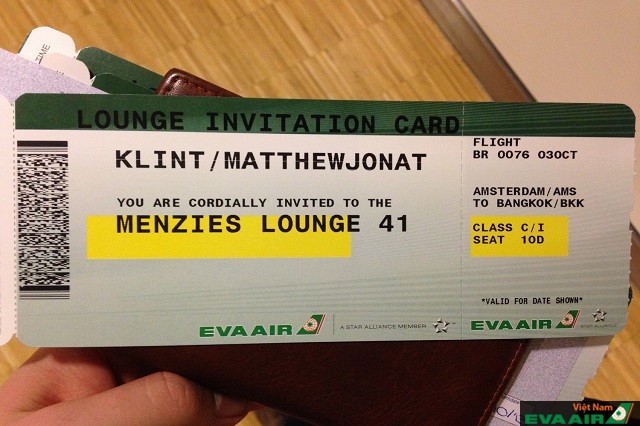 LOUNGE INVITATION CARD
KLINT/MATTHEWJONAT
YOU ARE CORDIALLY INVITED TO THE
MENZIES LOUNGE 41
EVA AIR
A STAR ALLIANCE MEMBER
FLIGHT
BR 0076 03OCT
AMSTERDAM/AMS
TO BANGKOK/BKK
CLASS C/I
SEAT 10D
*VALID FOR DATE SHOWN*
EVA AIR
STAR ALLIANCE
Việt Nam
EVA AIR